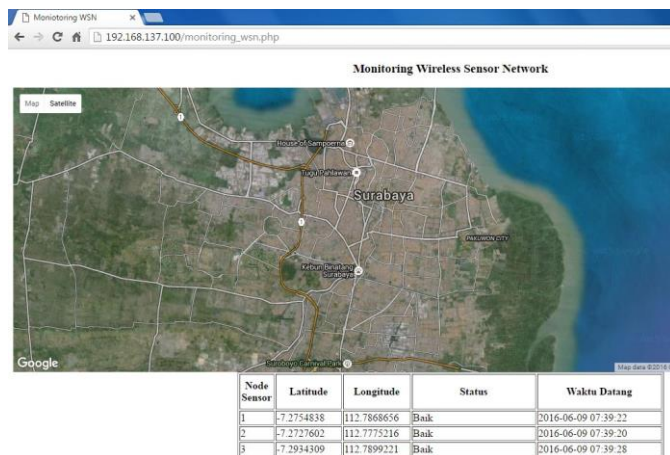 Moniotoring WSN
192.168.137.100/monitoring_wsn.php
Monitoring Wireless Sensor Network
Map Satellite
House of Sampoerna
Tugu Pahlawan
Surabaya
PAKUWON CITY
Kebun Binatang
Surabaya
Suroboyo Carnival Park
Google
Map data ©2016
Node Sensor Latitude Longitude Status Waktu Datang
1 -7.2754838 112.7868656 Baik 2016-06-09 07:39:22
2 -7.2727602 112.7775216 Baik 2016-06-09 07:39:20
3 -7.2934309 112.7899221 Baik 2016-06-09 07:39:28